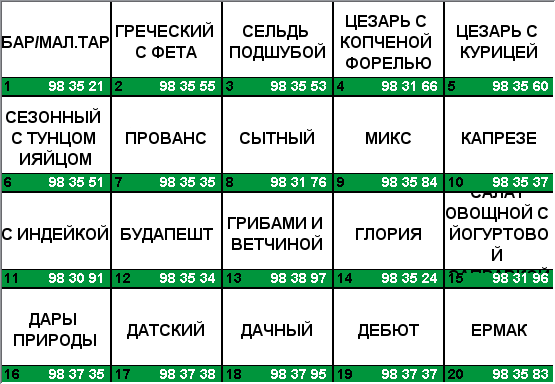 БАР/МАЛ.ТАР
1 98 35 21
ГРЕЧЕСКИЙ
С ФЕТА
2 98 35 55
СЕЛЬДЬ
ПОДШУБОЙ
3 98 35 53
ЦЕЗАРЬ С
КОПЧЕНОЙ
ФОРЕЛЬЮ
4 98 31 66
ЦЕЗАРЬ С
КУРИЦЕЙ
5 98 35 60
СЕЗОННЫЙ
С ТУНЦОМ
ИЯЙЦОМ
6 98 35 51
ПРОВАНС
7 98 35 35
СЫТНЫЙ
8 98 31 76
МИКС
9 98 35 84
КАПРЕЗЕ
10 98 35 37
С ИНДЕЙКОЙ
11 98 30 91
БУДАПЕШТ
12 98 35 34
ГРИБАМИ И
ВЕТЧИНОЙ
13 98 38 97
ГЛОРИЯ
14 98 35 24
САЛАТ
ОВОЩНОЙ С
ЙОГУРТОВО
Й
15 98 31 96
ДАРЫ
ПРИРОДЫ
16 98 37 35
ДАТСКИЙ
17 98 37 38
ДАЧНЫЙ
18 98 37 95
ДЕБЮТ
19 98 37 37
ЕРМАК
20 98 35 83